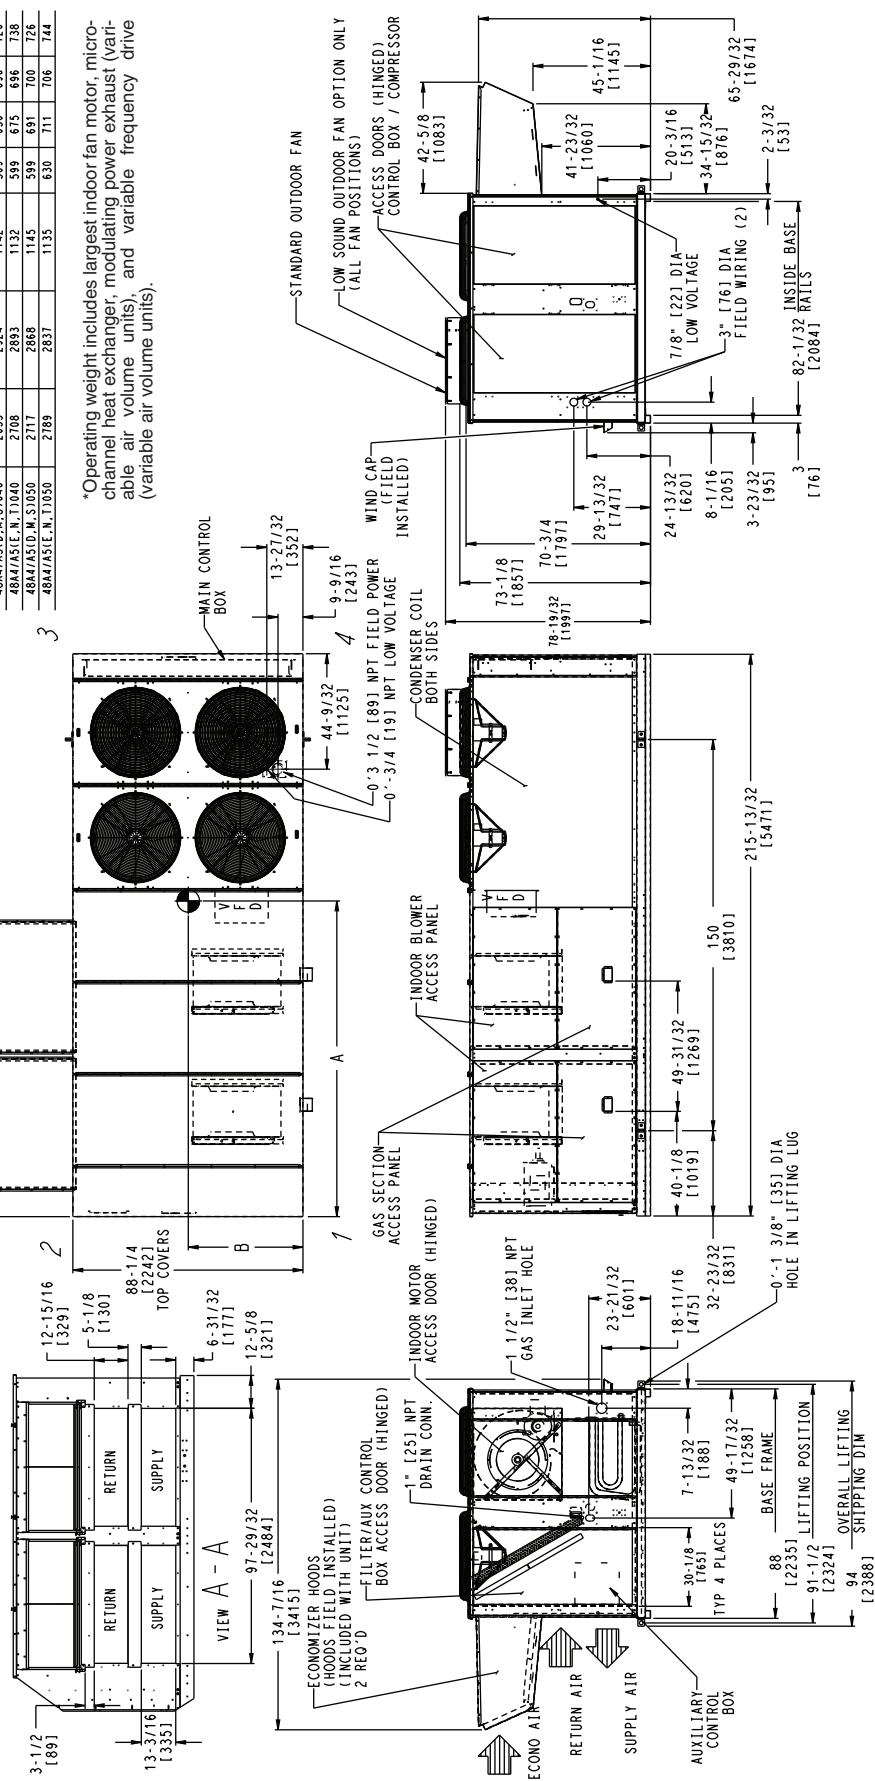 48A4/A5(E,N,T)040 2708 2893 1132 599 675 696 738
48A4/A5(D,M,S)050 2717 2868 1145 599 691 700 726
48A4/A5(E,N,T)050 2789 2837 1135 630 711 706 744
*Operating weight includes largest indoor fan motor, micro-
channel heat exchanger, modulating power exhaust (vari-
able air volume units), and variable frequency drive
(variable air volume units).
3-1/2
[89]
13-3/16
[335]
RETURN
SUPPLY
RETURN
SUPPLY
VIEW A - A
12-15/16
[329]
5-1/8
[130]
6-31/32
[177]
12-5/8
[321]
97-29/32
[2484]
134-7/16
[3415]
2
3
1
4
88-1/4
[2242]
TOP COVERS
B
A
V F D
MAIN CONTROL
BOX
13-27/32
[352]
9-9/16
[243]
44-9/32
[1125]
0'3 1/2 [89] NPT FIELD POWER
0'-3/4 [19] NPT LOW VOLTAGE
STANDARD OUTDOOR FAN
LOW SOUND OUTDOOR FAN OPTION ONLY
(ALL FAN POSITIONS)
ACCESS DOORS (HINGED)
CONTROL BOX / COMPRESSOR
42-5/8
[1083]
45-1/16
[1145]
65-29/32
[1674]
41-23/32
[1060]
20-3/16
[513]
34-15/32
[876]
2-3/32
[53]
7/8" [22] DIA
LOW VOLTAGE
3" [76] DIA
FIELD WIRING (2)
82-1/32
[2084]
INSIDE BASE
RAILS
WIND CAP
(FIELD
INSTALLED)
3
[76]
3-23/32
[95]
8-1/16
[205]
24-13/32
[620]
29-13/32
[747]
70-3/4
[1797]
73-1/8
[1857]
78-19/32
[1997]
ECONOMIZER HOODS
(HOODS FIELD INSTALLED)
(INCLUDED WITH UNIT)
2 REQ'D
FILTER/AUX CONTROL
BOX ACCESS DOOR (HINGED)
1" [25] NPT
DRAIN CONN.
INDOOR MOTOR
ACCESS DOOR (HINGED)
1 1/2" [38] NPT
GAS INLET HOLE
23-21/32
[601]
18-11/16
[475]
ECONO AIR
RETURN AIR
SUPPLY AIR
AUXILIARY
CONTROL
BOX
30-1/8
[765]
TYP 4 PLACES
7-13/32
[188]
49-17/32
[1258]
BASE FRAME
88
[2235]
LIFTING POSITION
91-1/2
[2324]
OVERALL LIFTING
SHIPPING DIM
94
[2388]
0'-1 3/8" [35] DIA
HOLE IN LIFTING LUG
GAS SECTION
ACCESS PANEL
INDOOR BLOWER
ACCESS PANEL
CONDENSER COIL
BOTH SIDES
V F D
40-1/8
[1019]
49-31/32
[1269]
32-23/32
[831]
150
[3810]
215-13/32
[5471]